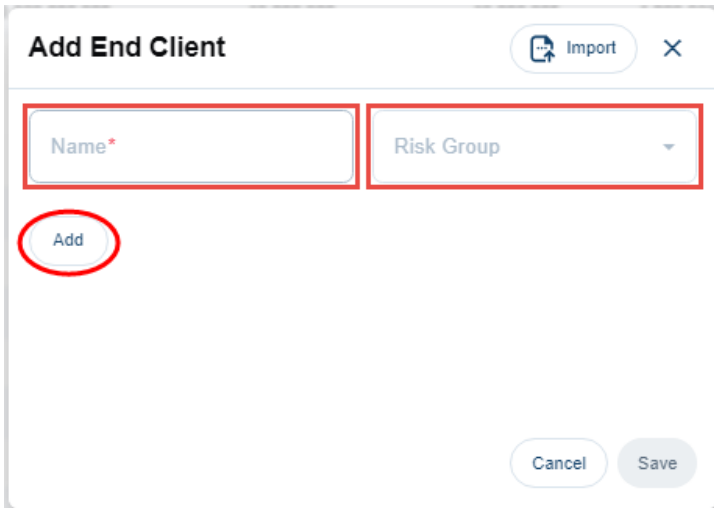 Add End Client
Import
Name*
Risk Group
Add
Cancel
Save